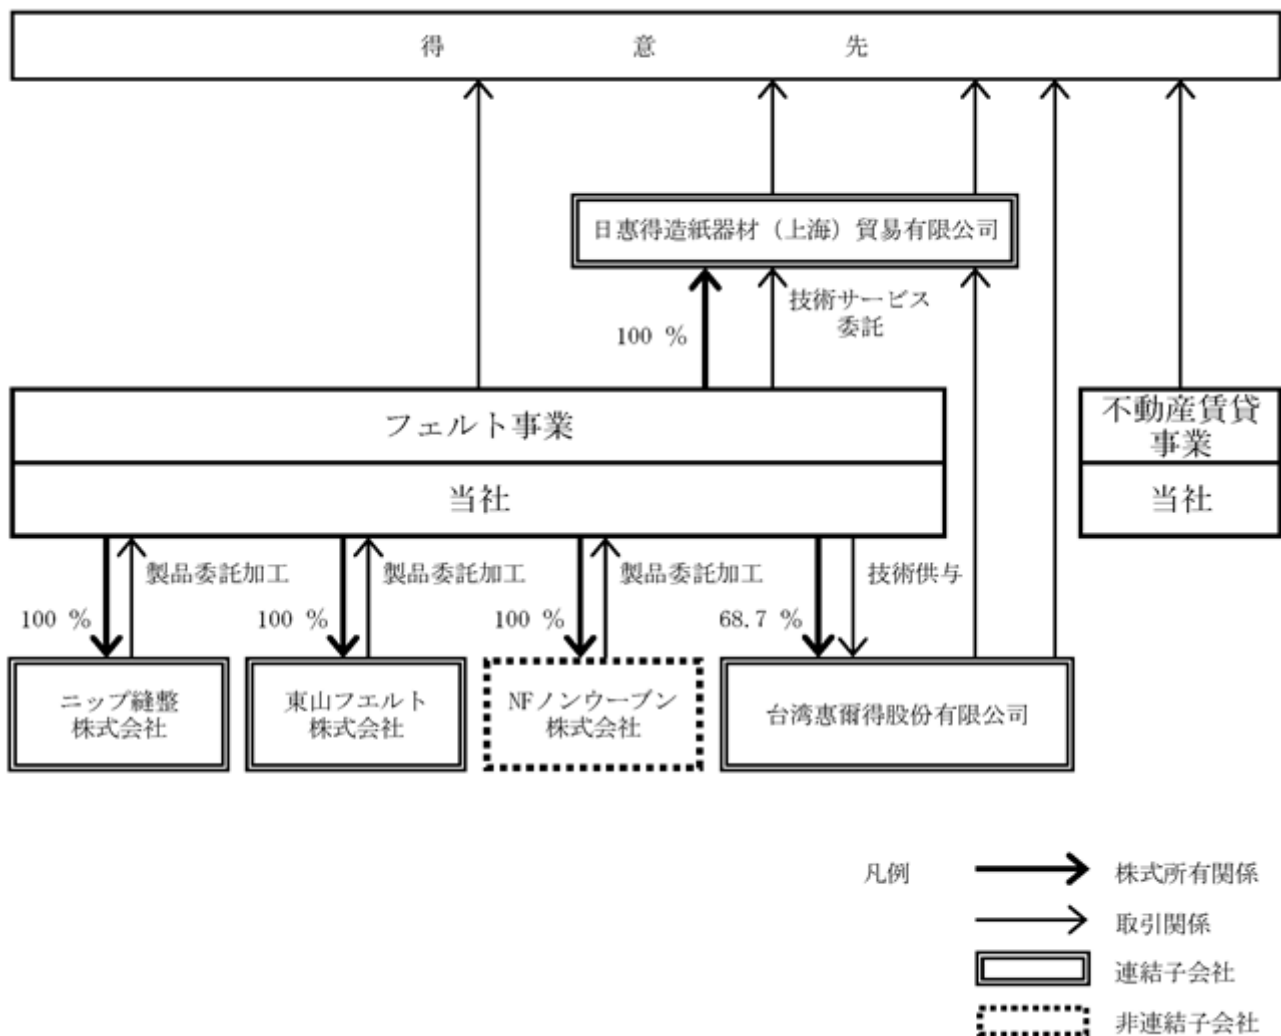 得意先
日惠得造紙器材（上海）貿易有限公司
技術サービス
委託
100 %
フェルト事業
当社
不動産賃貸
事業
当社
製品委託加工
製品委託加工
製品委託加工
技術供与
100 %
100 %
100 %
68.7 %
ニップ縫整
株式会社
東山フエルト
株式会社
NFノンウーブン
株式会社
台湾惠爾得股份有限公司
凡例
株式所有関係
取引関係
連結子会社
非連結子会社